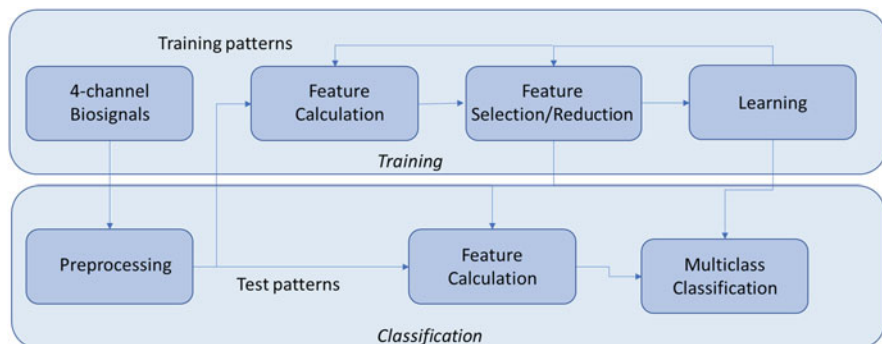 Training patterns
4-channel
Biosignals
Feature
Calculation
Feature
Selection/Reduction
Learning
Training
Preprocessing
Test patterns
Feature
Calculation
Multiclass
Classification
Classification